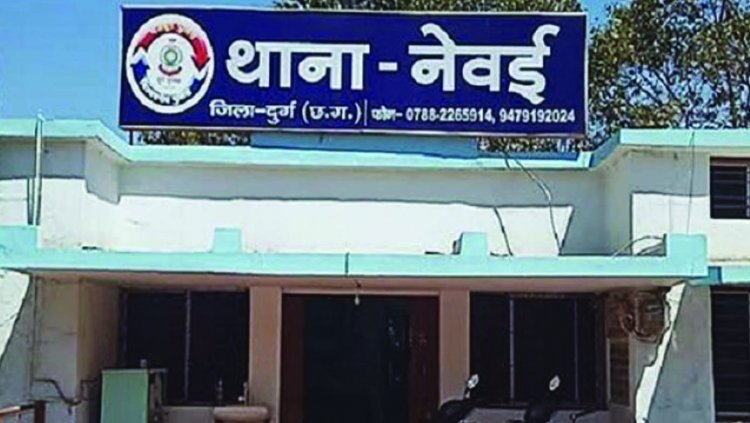 थाना - नेवई
जिला-दुर्ग (छ.ग.) | फोन- 0788-2265914, 9479192024